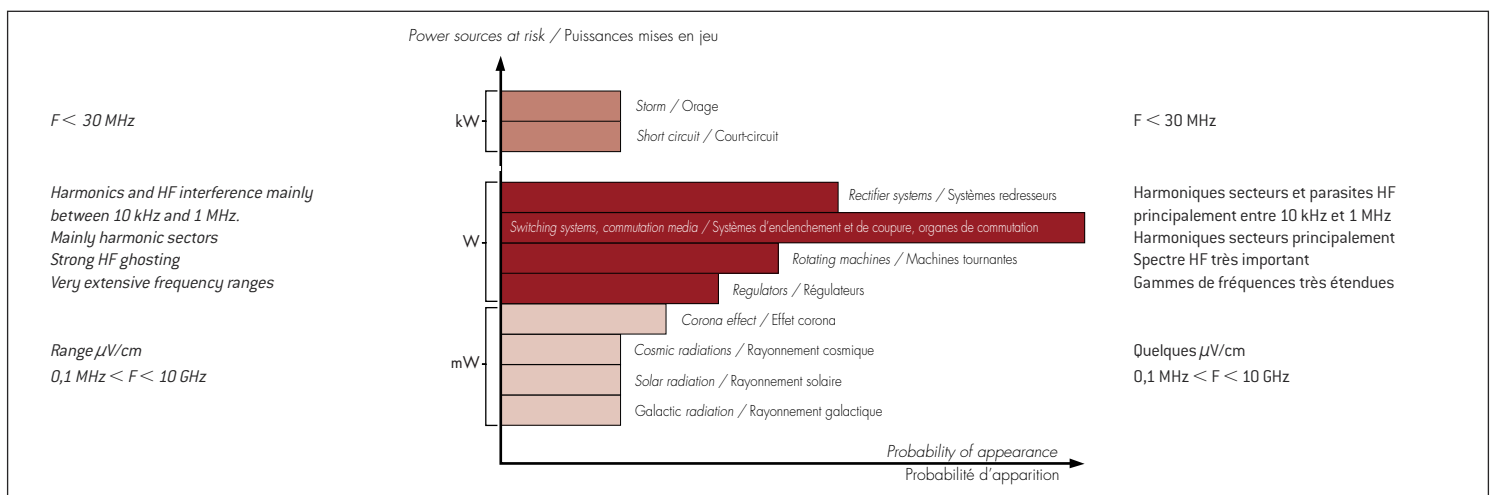 Power sources at risk / Puissances mises en jeu
F < 30 MHz
kW
Storm / Orage
Short circuit / Court-circuit
F < 30 MHz
Harmonics and HF interference mainly
between 10 kHz and 1 MHz.
Mainly harmonic sectors
Strong HF ghosting
Very extensive frequency ranges
W
Rectifier systems / Systèmes redresseurs
Switching systems, commutation media / Systèmes d'enclenchement et de coupure, organes de commutation
Rotating machines / Machines tournantes
Regulators / Régulateurs
Harmoniques secteurs et parasites HF
principalement entre 10 kHz et 1 MHz
Harmoniques secteurs principalement
Spectre HF très important
Gammes de fréquences très étendues
Range µV/cm
0,1 MHz < F < 10 GHz
mW
Corona effect / Effet corona
Cosmic radiations / Rayonnement cosmique
Solar radiation / Rayonnement solaire
Galactic radiation / Rayonnement galactique
Quelques µV/cm
0,1 MHz < F < 10 GHz
Probability of appearance
Probabilité d'apparition